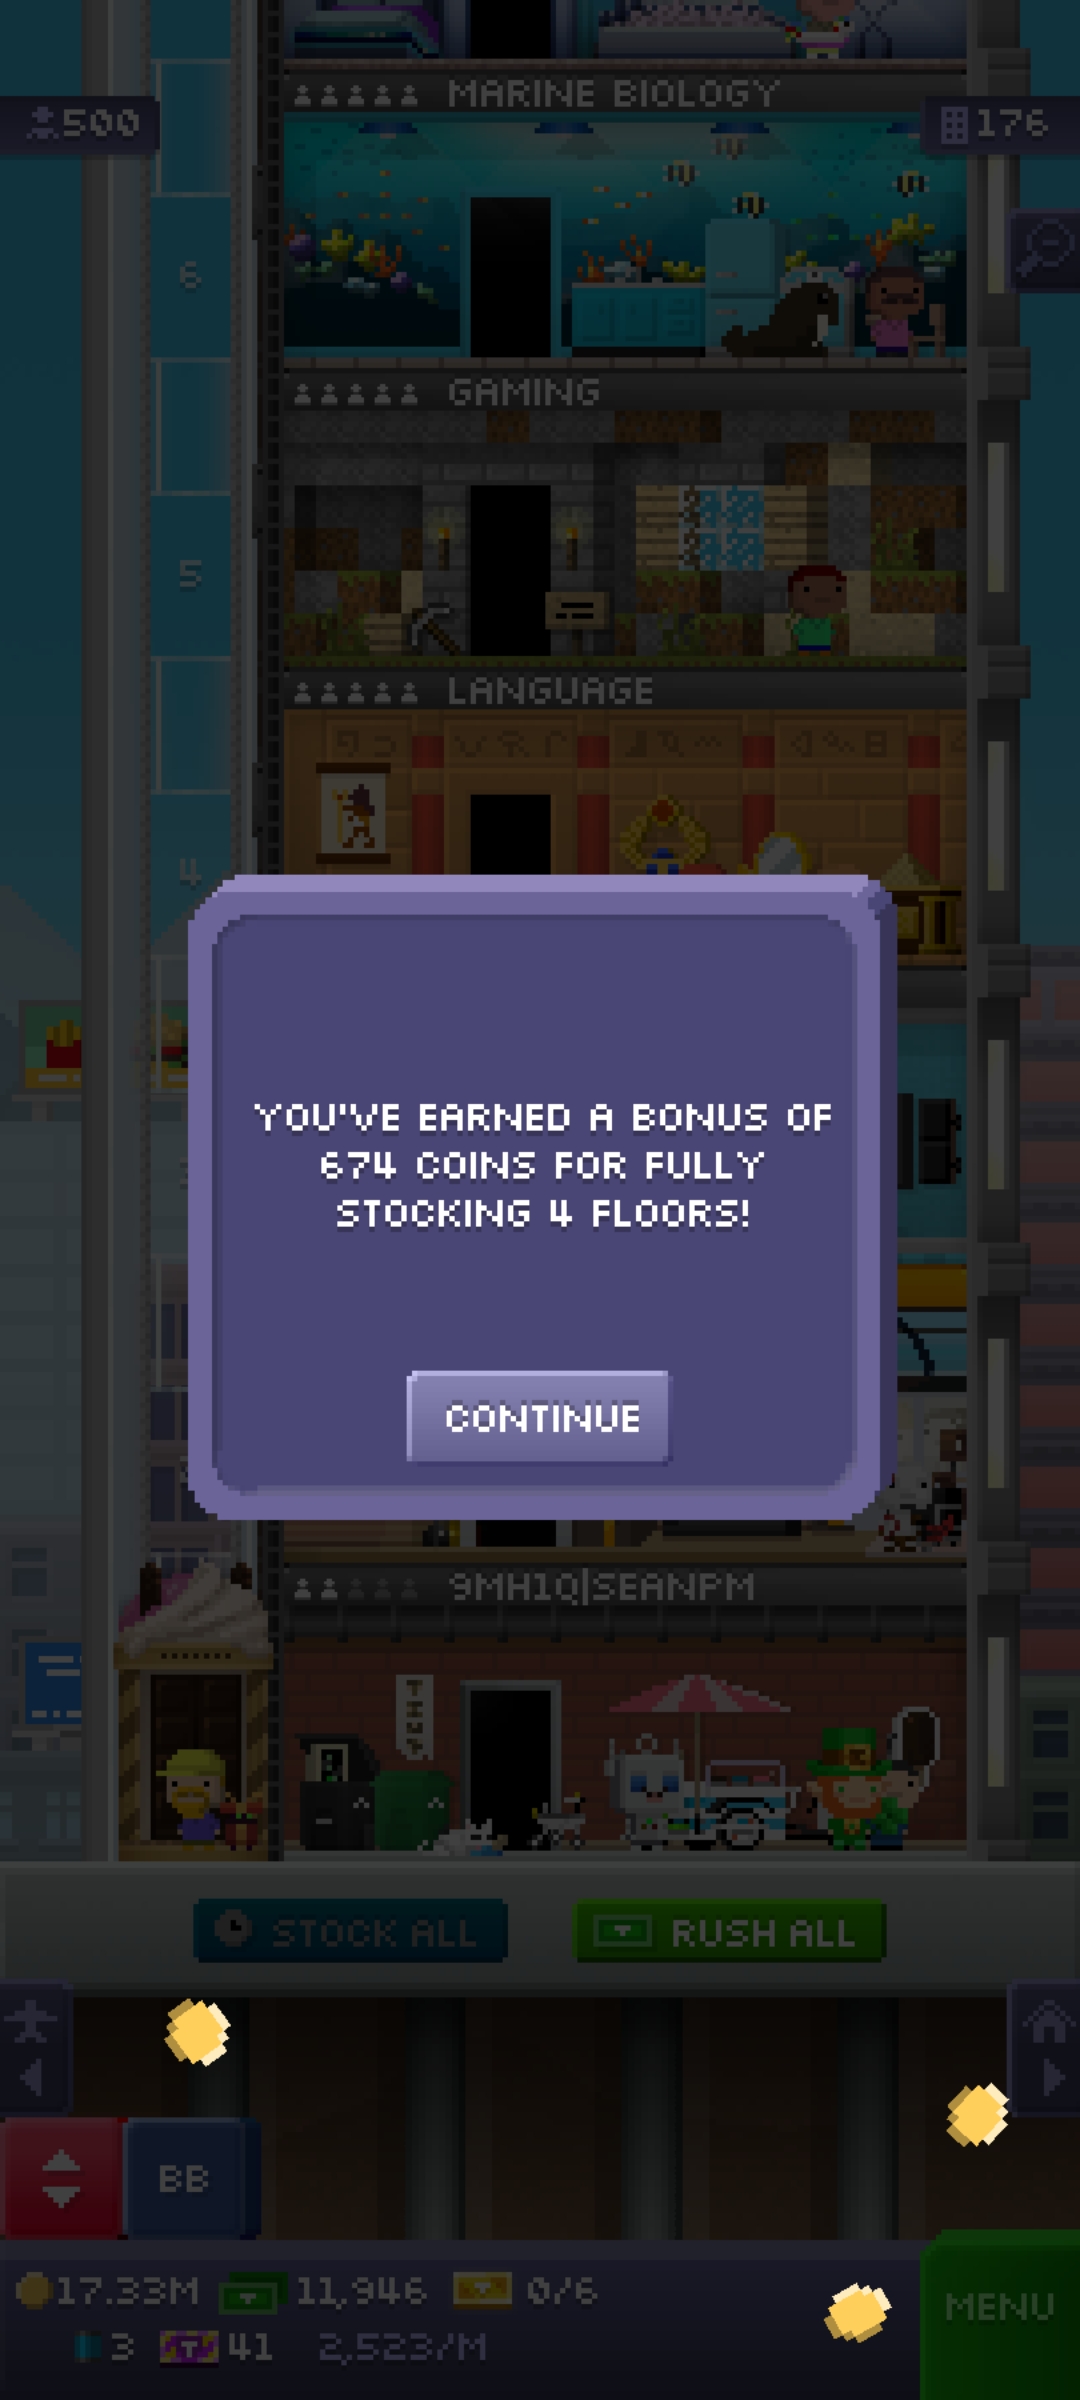 MARINE BIOLOGY
500
176
6
GAMING
5
LANGUAGE
4
YOU'VE EARNED A BONUS OF
674 COINS FOR FULLY
STOCKING 4 FLOORS!
CONTINUE
9MH1Q|SEANPM
STOCK ALL
RUSH ALL
BB
17.33M
11,946
0/6
MENU
3
T
41
2,523/M